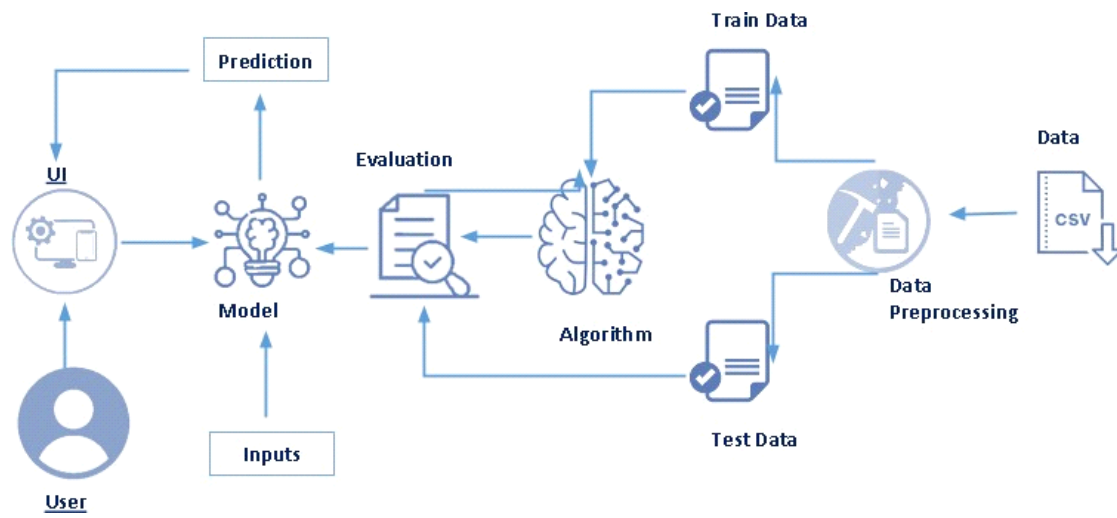 Train Data
Prediction
Data
Evaluation
UI
CSV
Data
Preprocessing
Model
Algorithm
Inputs
Test Data
User